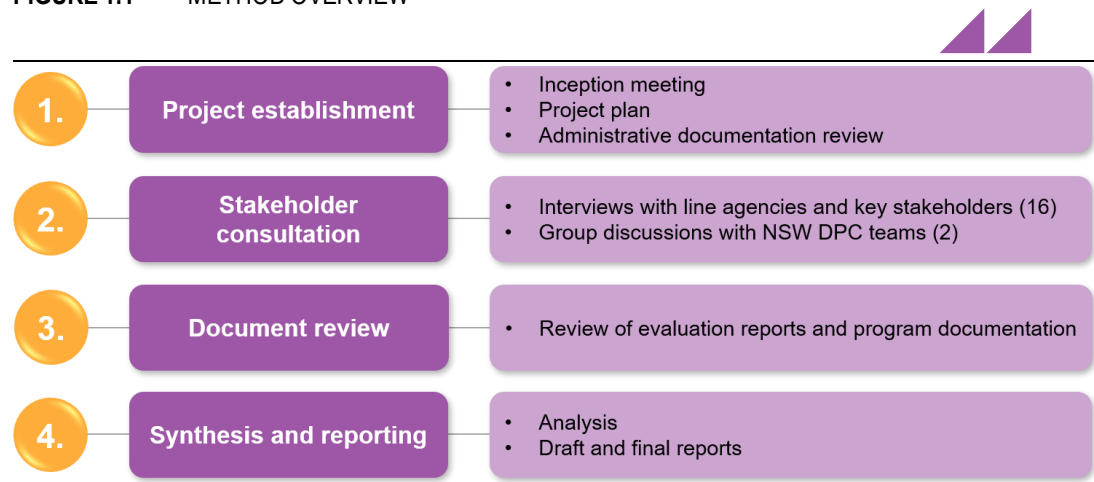 1.
Project establishment
• Inception meeting
• Project plan
• Administrative documentation review
2.
Stakeholder
consultation
• Interviews with line agencies and key stakeholders (16)
• Group discussions with NSW DPC teams (2)
3.
Document review
• Review of evaluation reports and program documentation
4.
Synthesis and reporting
• Analysis
• Draft and final reports